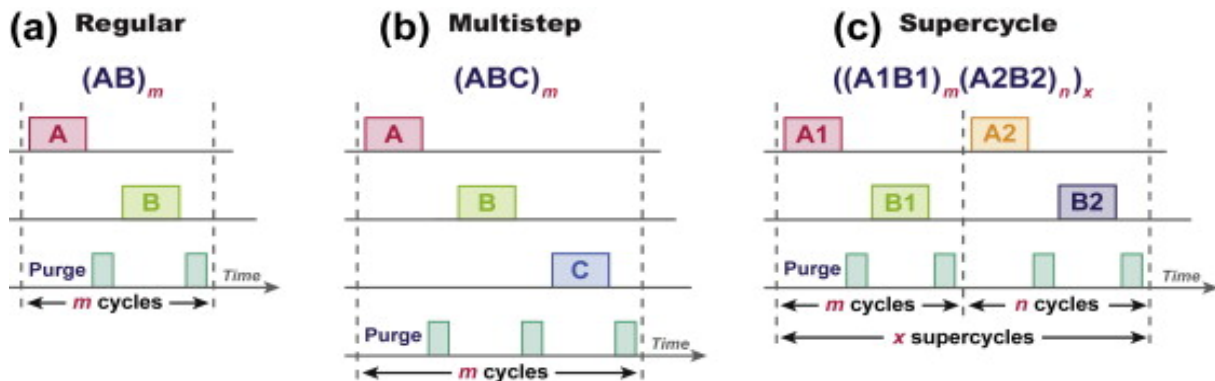 (a) Regular
(AB)m
A
B
Purge
Time
m cycles
(b) Multistep
(ABC)m
A
B
C
Purge
Time
m cycles
(c) Supercycle
((A1B1)m(A2B2)n)x
A1 A2
B1 B2
Purge
Time
m cycles n cycles
x supercycles